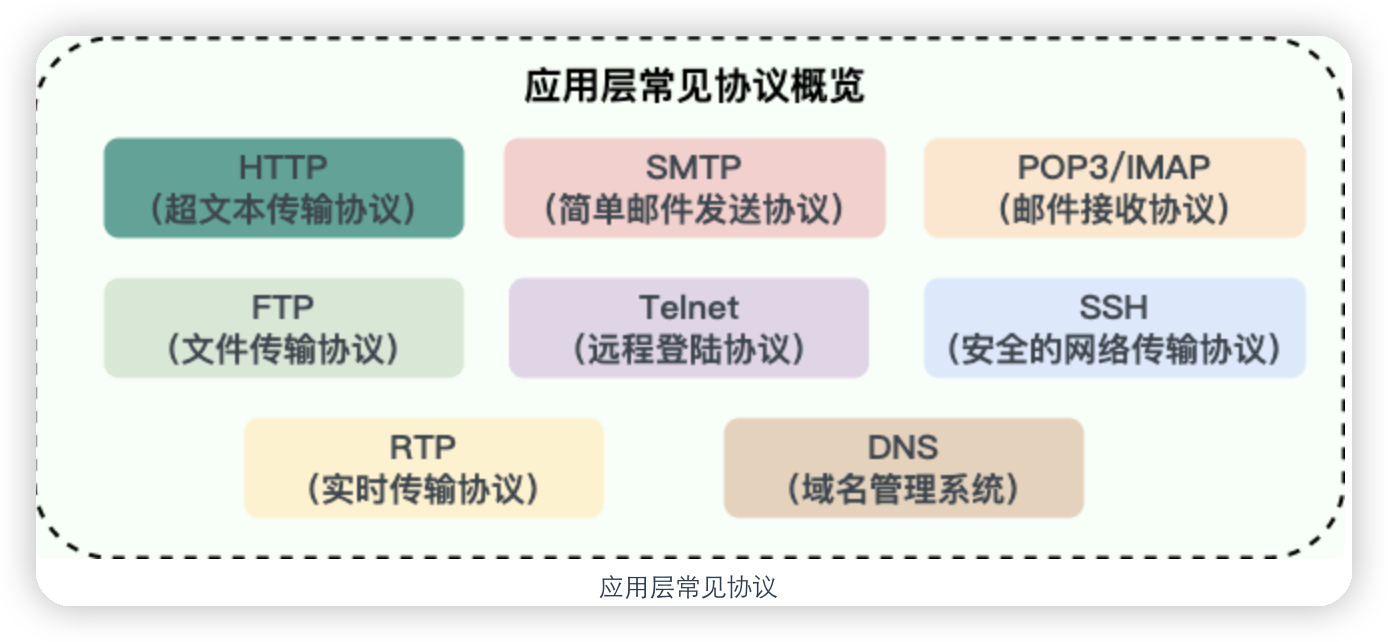 应用层常见协议概览
HTTP
（超文本传输协议）
SMTP
（简单邮件发送协议）
POP3/IMAP
（邮件接收协议）
FTP
（文件传输协议）
Telnet
（远程登陆协议）
SSH
（安全的网络传输协议）
RTP
（实时传输协议）
DNS
（域名管理系统）
应用层常见协议